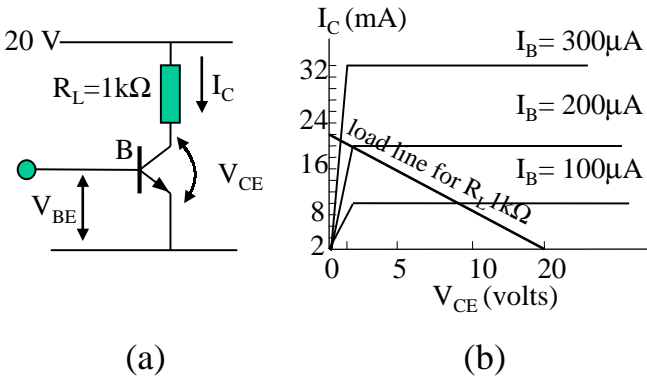 20 V
R_L=1kΩ
I_C
B
V_CE
V_BE
(a)
I_C (mA)
32
24
16
8
2
I_B= 300µA
I_B= 200µA
I_B= 100µA
load line for R_L 1kΩ
0 5 10 20
V_CE (volts)
(b)